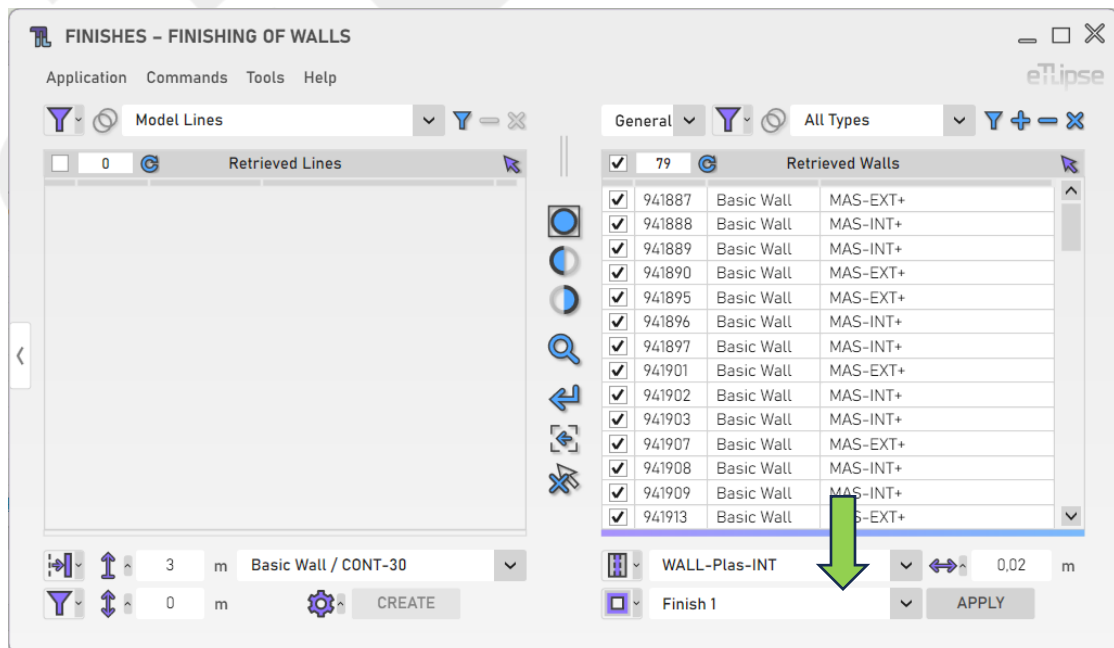 FINISHES – FINISHING OF WALLS
Application Commands Tools Help
eTLipse
Model Lines
General All Types
0 Retrieved Lines
79 Retrieved Walls
941887 Basic Wall MAS-EXT+
941888 Basic Wall MAS-INT+
941889 Basic Wall MAS-INT+
941890 Basic Wall MAS-EXT+
941895 Basic Wall MAS-EXT+
941896 Basic Wall MAS-INT+
941897 Basic Wall MAS-INT+
941901 Basic Wall MAS-EXT+
941902 Basic Wall MAS-INT+
941903 Basic Wall MAS-INT+
941907 Basic Wall MAS-EXT+
941908 Basic Wall MAS-INT+
941909 Basic Wall MAS-INT+
941913 Basic Wall S-EXT+
3 m Basic Wall / CONT-30
WALL-Plas-INT 0,02 m
0 m CREATE
Finish 1 APPLY